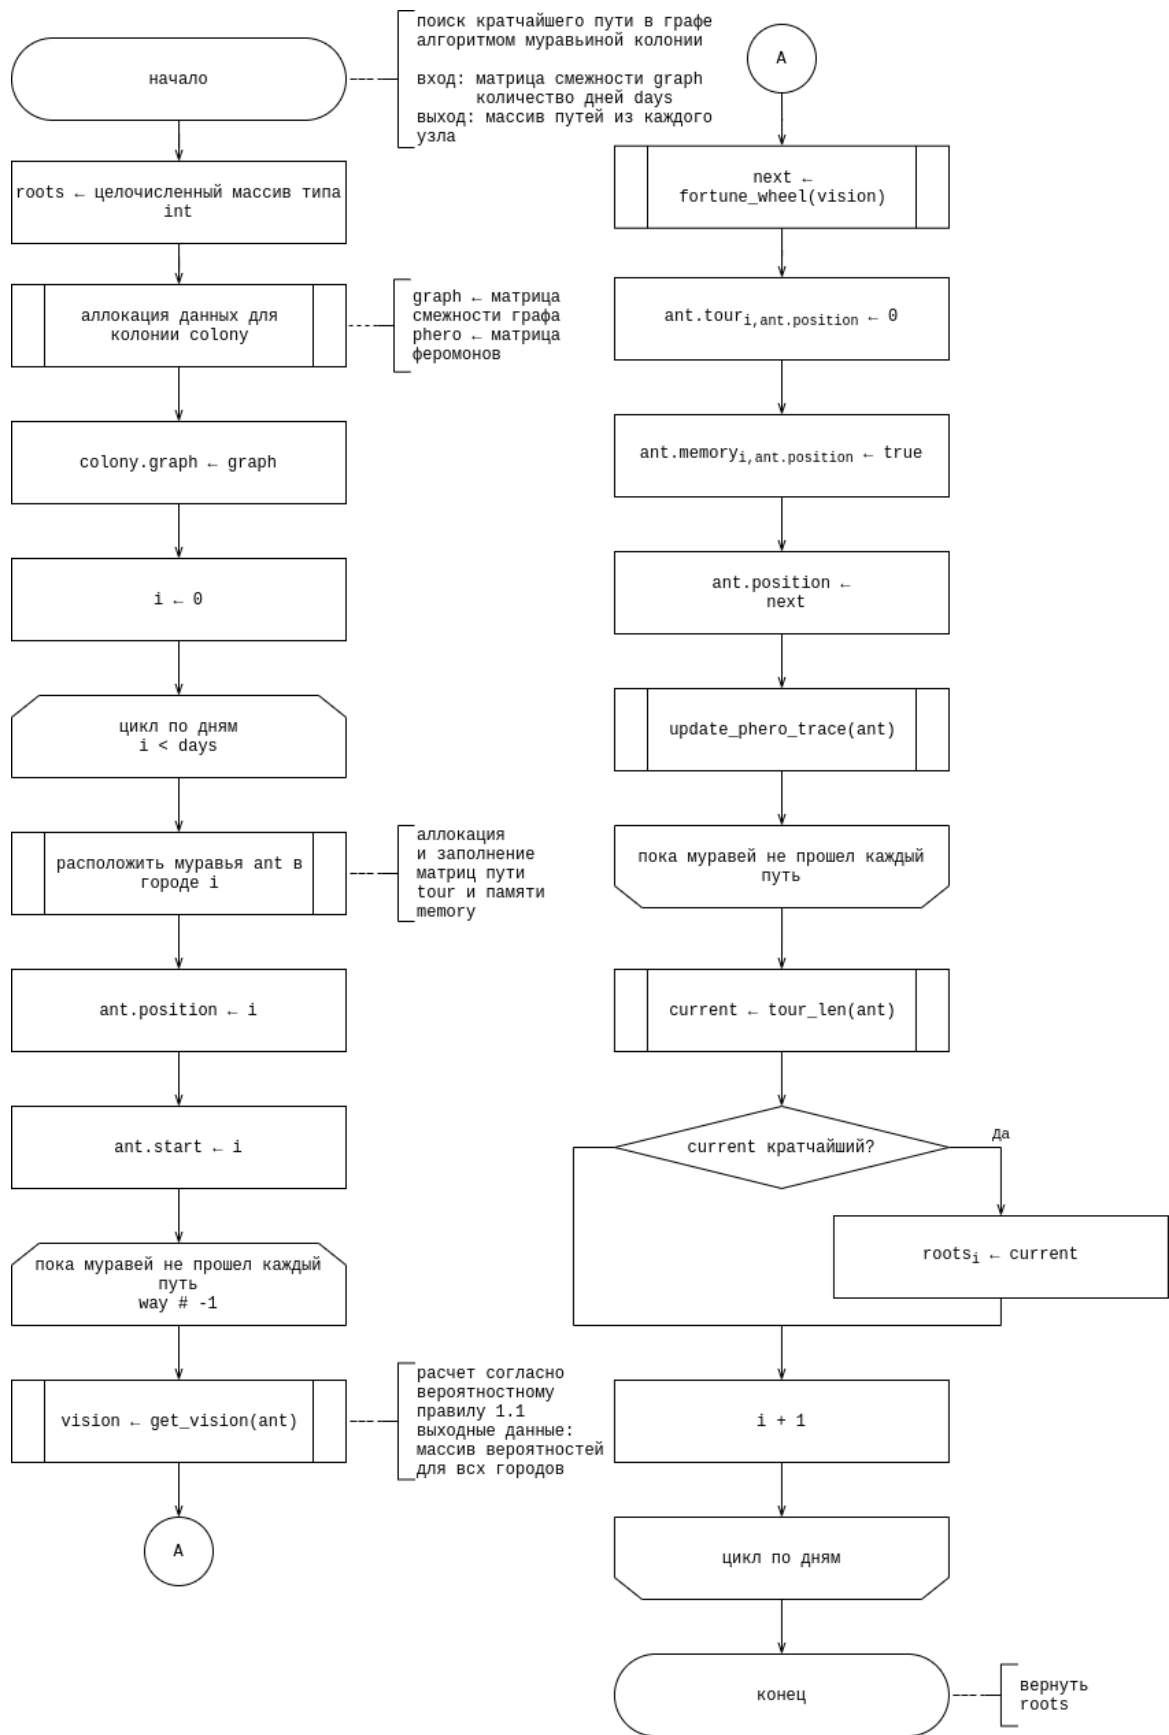 начало
поиск кратчайшего пути в графе
алгоритмом муравьиной колонии
вход: матрица смежности graph
количество дней days
выход: массив путей из каждого
узла
roots ← целочисленный массив типа
int
аллокация данных для
колонии colony
graph ← матрица
смежности графа
phero ← матрица
феромонов
colony.graph ← graph
i ← 0
цикл по дням
i < days
расположить муравья ant в
городе i
аллокация
и заполнение
матриц пути
tour и памяти
memory
ant.position ← i
ant.start ← i
пока муравей не прошел каждый
путь
way # -1
vision ← get_vision(ant)
расчет согласно
вероятностному
правилу 1.1
выходные данные:
массив вероятностей
для всх городов
A
A
next ←
fortune_wheel(vision)
ant.tour i,ant.position ← 0
ant.memory i,ant.position ← true
ant.position ←
next
update_phero_trace(ant)
пока муравей не прошел каждый
путь
current ← tour_len(ant)
current кратчайший?
Да
roots i ← current
i + 1
цикл по дням
конец
вернуть
roots